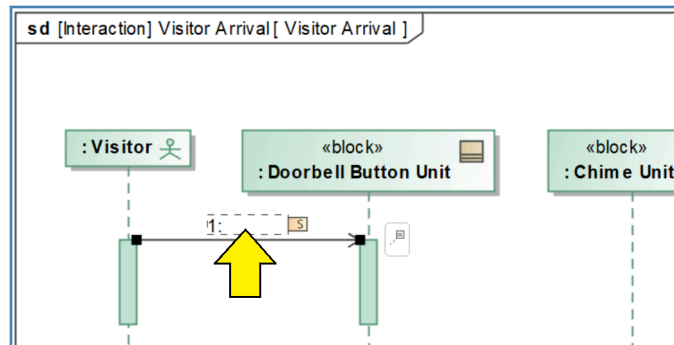 sd [Interaction] Visitor Arrival [ Visitor Arrival ]
: Visitor
«block»
: Doorbell Button Unit
«block»
: Chime Unit
1:
S